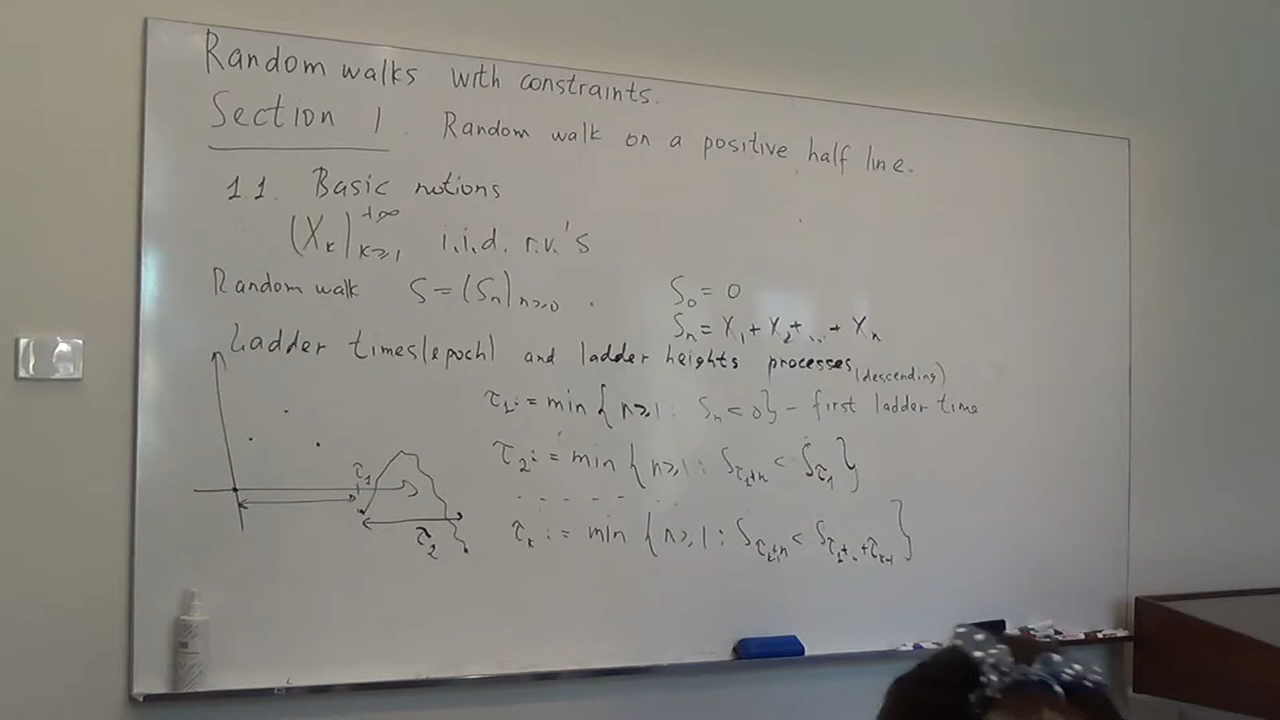 Random walks with constraints.
Section 1 Random walk on a positive half line.
1.1. Basic notions
(X_k)_{k≥1}^{+∞} i.i.d. r.v.'s
Random walk S = (S_n)_{n≥0} . S_0 = 0
S_n = X_1 + X_2 + ... + X_n
Ladder times(epoch) and ladder heights processes (descending)
τ_1 := min{n≥1 : S_n < 0} - first ladder time
τ_2 := min{n≥1 : S_{τ_1+n} < S_{τ_1}}
- - - - - -
τ_k := min {n≥1 : S_{τ_{k-1}+n} < S_{τ_1+..+τ_{k-1}}}
τ_1
τ_2